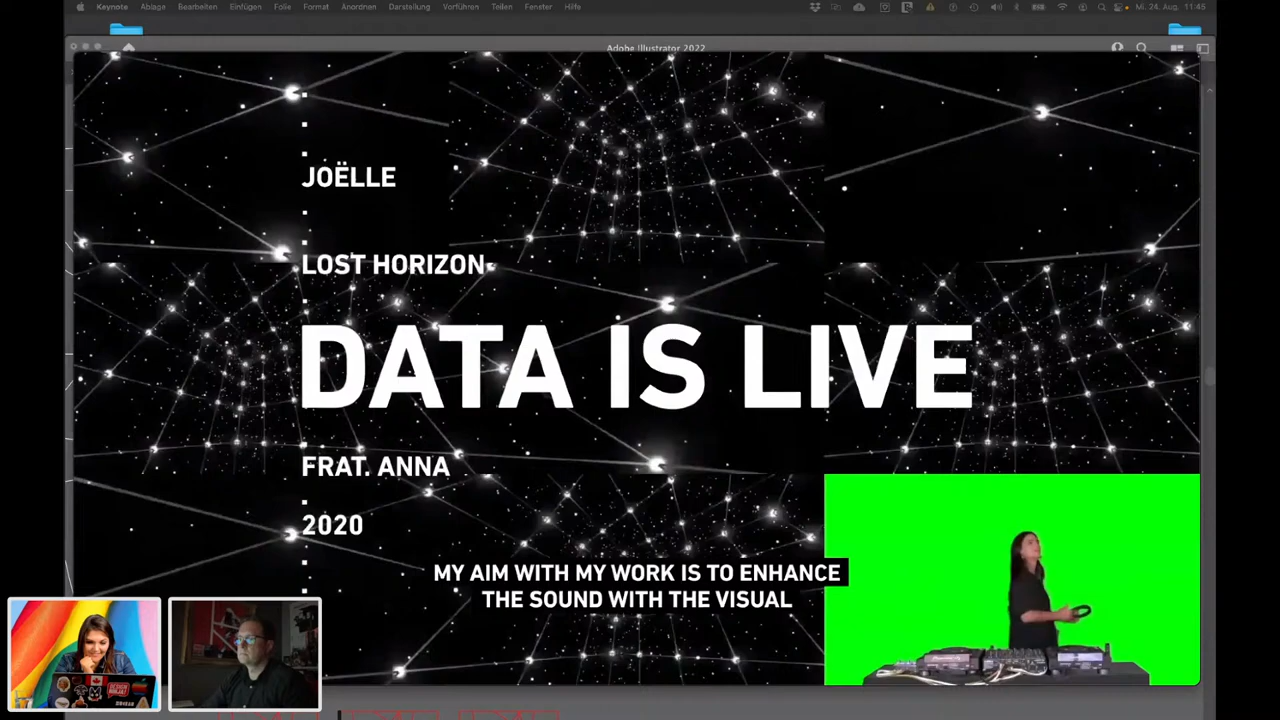 Keynote Ablage Bearbeiten Einfügen Folie Format Anordnen Darstellung Vorführen Teilen Fenster Hilfe Mi. 24. Aug. 11:45
Adobe Illustrator 2022
JOËLLE
LOST HORIZON
DATA IS LIVE
FRAT. ANNA
2020
MY AIM WITH MY WORK IS TO ENHANCE
THE SOUND WITH THE VISUAL